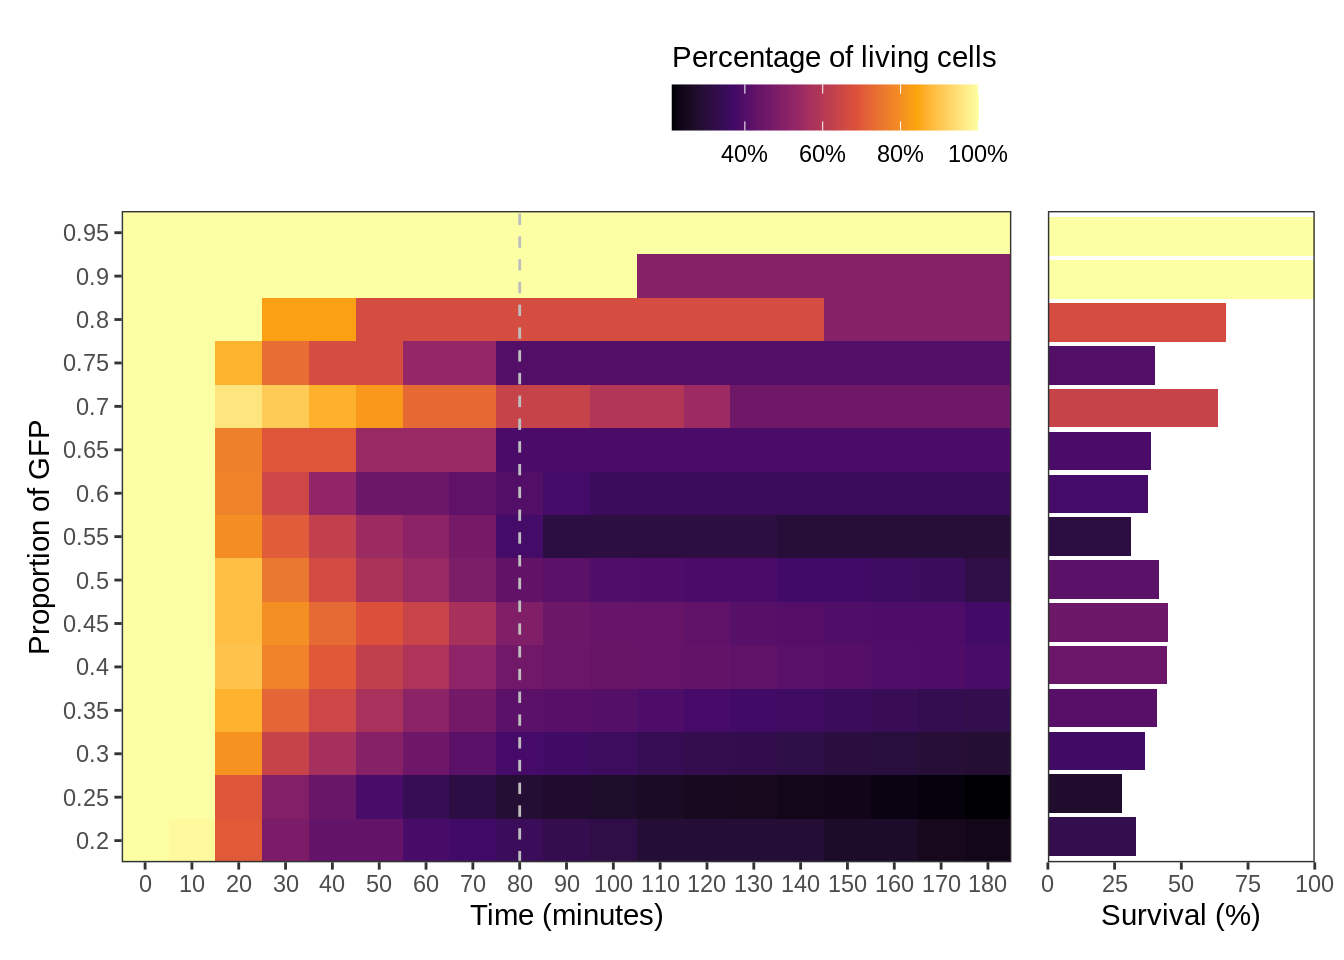 Percentage of living cells
40% 60% 80% 100%
Proportion of GFP
0.95
0.9
0.8
0.75
0.7
0.65
0.6
0.55
0.5
0.45
0.4
0.35
0.3
0.25
0.2
0 10 20 30 40 50 60 70 80 90 100 110 120 130 140 150 160 170 180
Time (minutes)
0 25 50 75 100
Survival (%)